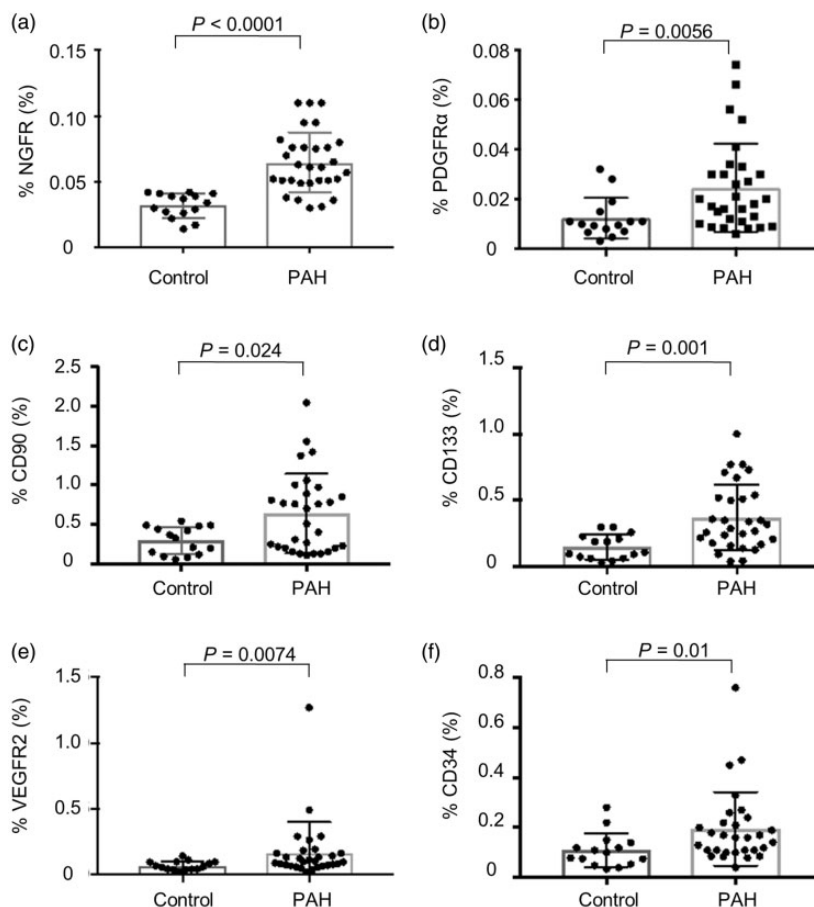 (a)
P < 0.0001
% NGFR (%)
0.15
0.10
0.05
0
Control PAH
(b)
P = 0.0056
% PDGFRα (%)
0.08
0.06
0.04
0.02
0
Control PAH
(c)
P = 0.024
% CD90 (%)
2.5
2.0
1.5
1.0
0.5
0
Control PAH
(d)
P = 0.001
% CD133 (%)
1.5
1.0
0.5
0
Control PAH
(e)
P = 0.0074
% VEGFR2 (%)
1.5
1.0
0.5
0
Control PAH
(f)
P = 0.01
% CD34 (%)
0.8
0.6
0.4
0.2
0
Control PAH